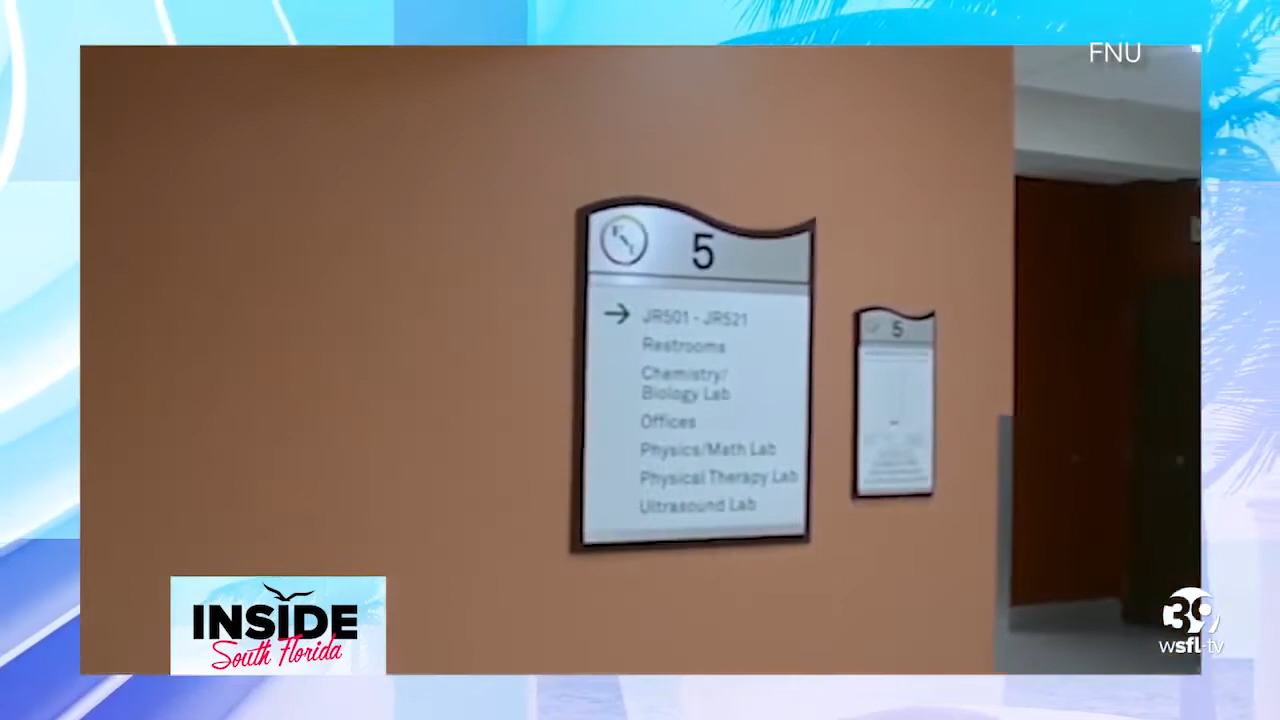 FNU
FNU
5
JR501 - JR521
Restrooms
Chemistry/
Biology Lab
Offices
Physics/Math Lab
Physical Therapy Lab
Ultrasound Lab
5
INSIDE
South Florida
39
wsfl-tv